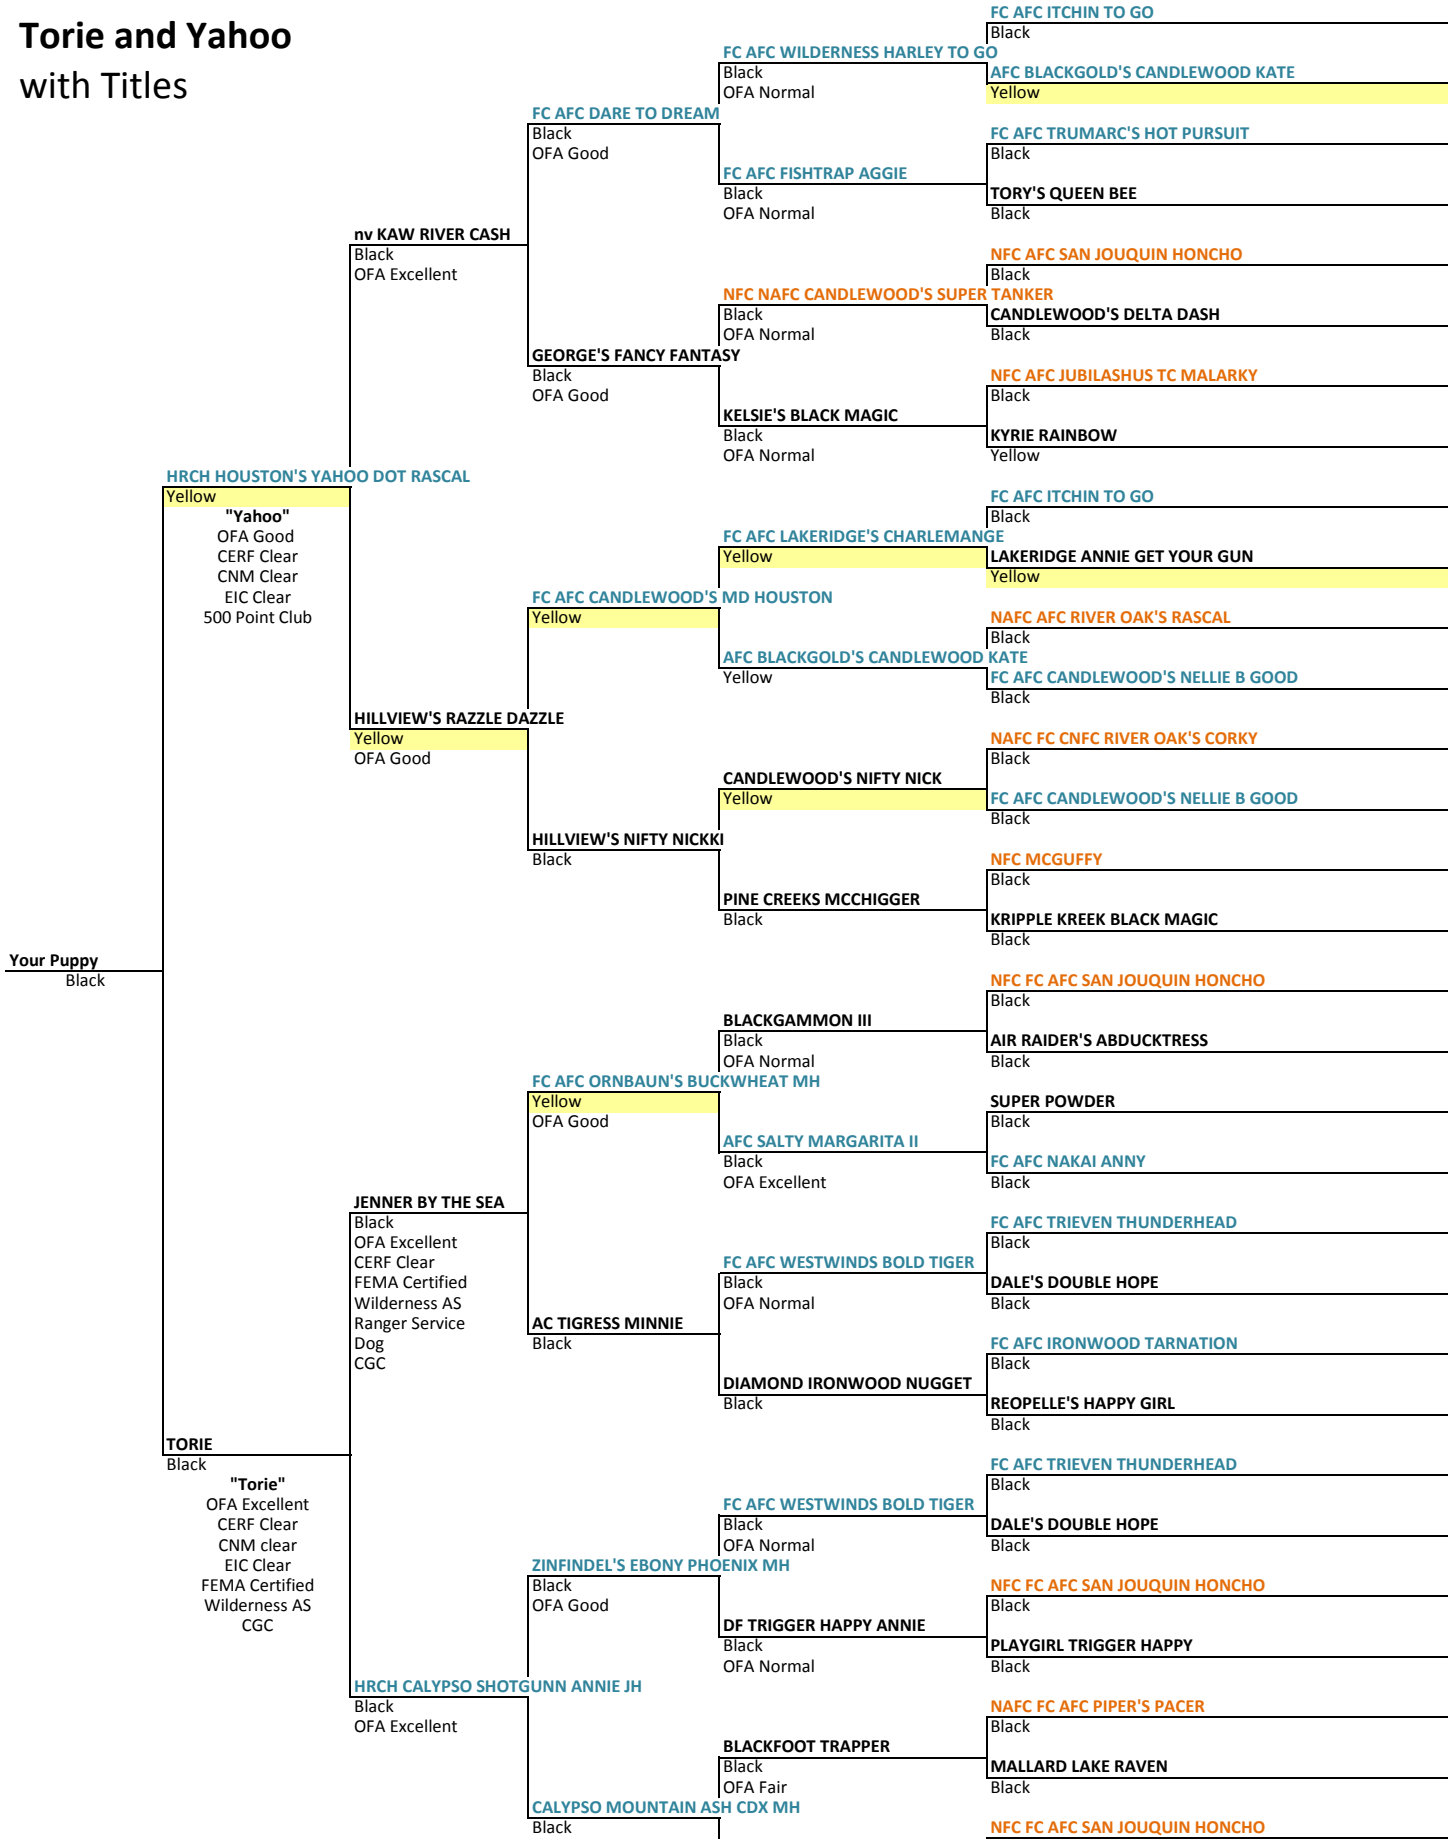 Torie and Yahoo
with Titles
FC AFC ITCHIN TO GO
Black
FC AFC WILDERNESS HARLEY TO GO
Black
OFA Normal
AFC BLACKGOLD'S CANDLEWOOD KATE
Yellow
FC AFC DARE TO DREAM
Black
OFA Good
FC AFC TRUMARC'S HOT PURSUIT
Black
FC AFC FISHTRAP AGGIE
Black
OFA Normal
TORY'S QUEEN BEE
Black
nv KAW RIVER CASH
Black
OFA Excellent
NFC AFC SAN JOUQUIN HONCHO
Black
NFC NAFC CANDLEWOOD'S SUPER TANKER
Black
OFA Normal
CANDLEWOOD'S DELTA DASH
Black
GEORGE'S FANCY FANTASY
Black
OFA Good
NFC AFC JUBILASHUS TC MALARKY
Black
KELSIE'S BLACK MAGIC
Black
OFA Normal
KYRIE RAINBOW
Yellow
HRCH HOUSTON'S YAHOO DOT RASCAL
Yellow
"Yahoo"
OFA Good
CERF Clear
CNM Clear
EIC Clear
500 Point Club
FC AFC ITCHIN TO GO
Black
FC AFC LAKERIDGE'S CHARLEMANGE
Yellow
LAKERIDGE ANNIE GET YOUR GUN
Yellow
FC AFC CANDLEWOOD'S MD HOUSTON
Yellow
NAFC AFC RIVER OAK'S RASCAL
Black
AFC BLACKGOLD'S CANDLEWOOD KATE
Yellow
FC AFC CANDLEWOOD'S NELLIE B GOOD
Black
HILLVIEW'S RAZZLE DAZZLE
Yellow
OFA Good
NAFC FC CNFC RIVER OAK'S CORKY
Black
CANDLEWOOD'S NIFTY NICK
Yellow
FC AFC CANDLEWOOD'S NELLIE B GOOD
Black
HILLVIEW'S NIFTY NICKKI
Black
NFC MCGUFFY
Black
PINE CREEKS MCCHIGGER
Black
KRIPPLE KREEK BLACK MAGIC
Black
Your Puppy
Black
NFC FC AFC SAN JOUQUIN HONCHO
Black
BLACKGAMMON III
Black
OFA Normal
AIR RAIDER'S ABDUCKTRESS
Black
FC AFC ORNBAUN'S BUCKWHEAT MH
Yellow
OFA Good
SUPER POWDER
Black
AFC SALTY MARGARITA II
Black
OFA Excellent
FC AFC NAKAI ANNY
Black
JENNER BY THE SEA
Black
OFA Excellent
CERF Clear
FEMA Certified
Wilderness AS
Ranger Service
Dog
CGC
FC AFC TRIEVEN THUNDERHEAD
Black
FC AFC WESTWINDS BOLD TIGER
Black
OFA Normal
DALE'S DOUBLE HOPE
Black
AC TIGRESS MINNIE
Black
FC AFC IRONWOOD TARNATION
Black
DIAMOND IRONWOOD NUGGET
Black
REOPELLE'S HAPPY GIRL
Black
TORIE
Black
"Torie"
OFA Excellent
CERF Clear
CNM clear
EIC Clear
FEMA Certified
Wilderness AS
CGC
FC AFC TRIEVEN THUNDERHEAD
Black
FC AFC WESTWINDS BOLD TIGER
Black
OFA Normal
DALE'S DOUBLE HOPE
Black
ZINFINDEL'S EBONY PHOENIX MH
Black
OFA Good
NFC FC AFC SAN JOUQUIN HONCHO
Black
DF TRIGGER HAPPY ANNIE
Black
OFA Normal
PLAYGIRL TRIGGER HAPPY
Black
HRCH CALYPSO SHOTGUNN ANNIE JH
Black
OFA Excellent
NAFC FC AFC PIPER'S PACER
Black
BLACKFOOT TRAPPER
Black
OFA Fair
MALLARD LAKE RAVEN
Black
CALYPSO MOUNTAIN ASH CDX MH
Black
NFC FC AFC SAN JOUQUIN HONCHO